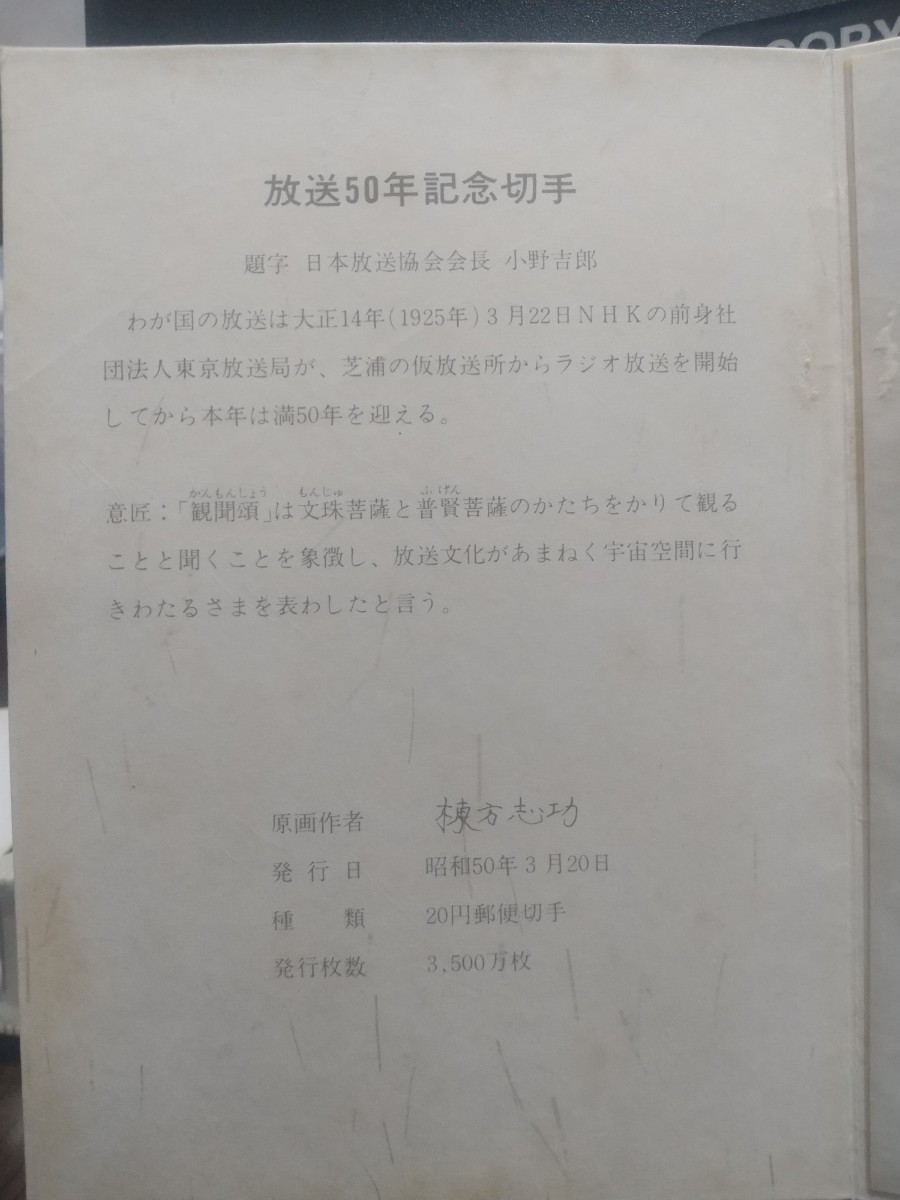 COPY
放送50年記念切手
題字 日本放送協会会長 小野吉郎
わが国の放送は大正14年(1925年)3月22日NHKの前身社
団法人東京放送局が、芝浦の仮放送所からラジオ放送を開始
してから本年は満50年を迎える。
意匠：「観聞頌」は文珠菩薩と普賢菩薩のかたちをかりて観る
かんもんしょう もんじゅ ふげん
ことと聞くことを象徴し、放送文化があまねく宇宙空間に行
きわたるさまを表わしたと言う。
原画作者 棟方志功
発行日 昭和50年3月20日
種類 20円郵便切手
発行枚数 3,500万枚